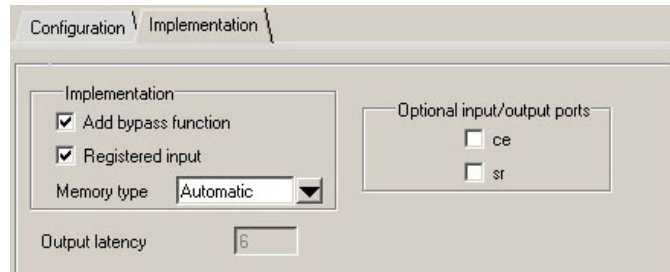 Configuration Implementation
Implementation
Add bypass function
Registered input
Memory type Automatic
Output latency 6
Optional input/output ports
ce
sr